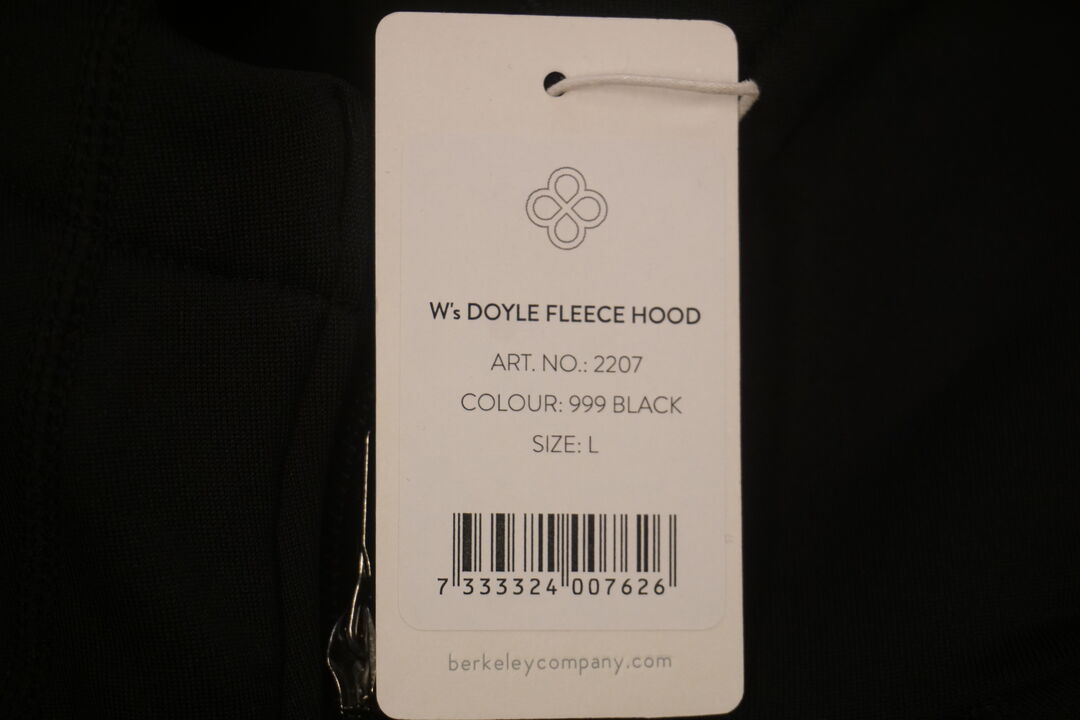 W's DOYLE FLEECE HOOD
ART. NO.: 2207
COLOUR: 999 BLACK
SIZE: L
7 333324 007626
berkeleycompany.com